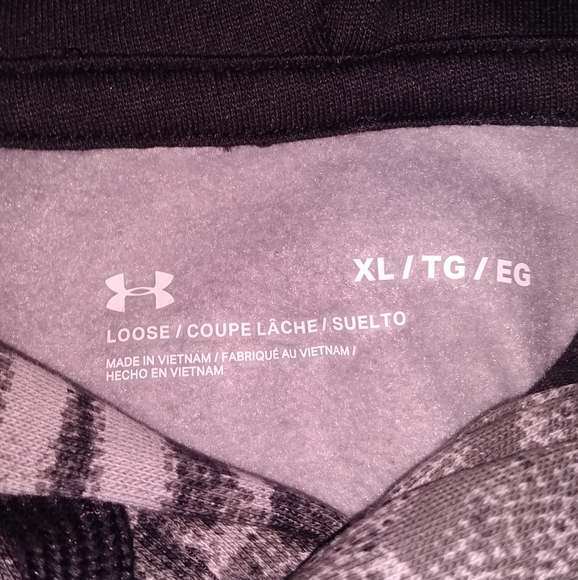 XL / TG / EG
LOOSE / COUPE LÂCHE / SUELTO
MADE IN VIETNAM / FABRIQUÉ AU VIETNAM /
HECHO EN VIETNAM